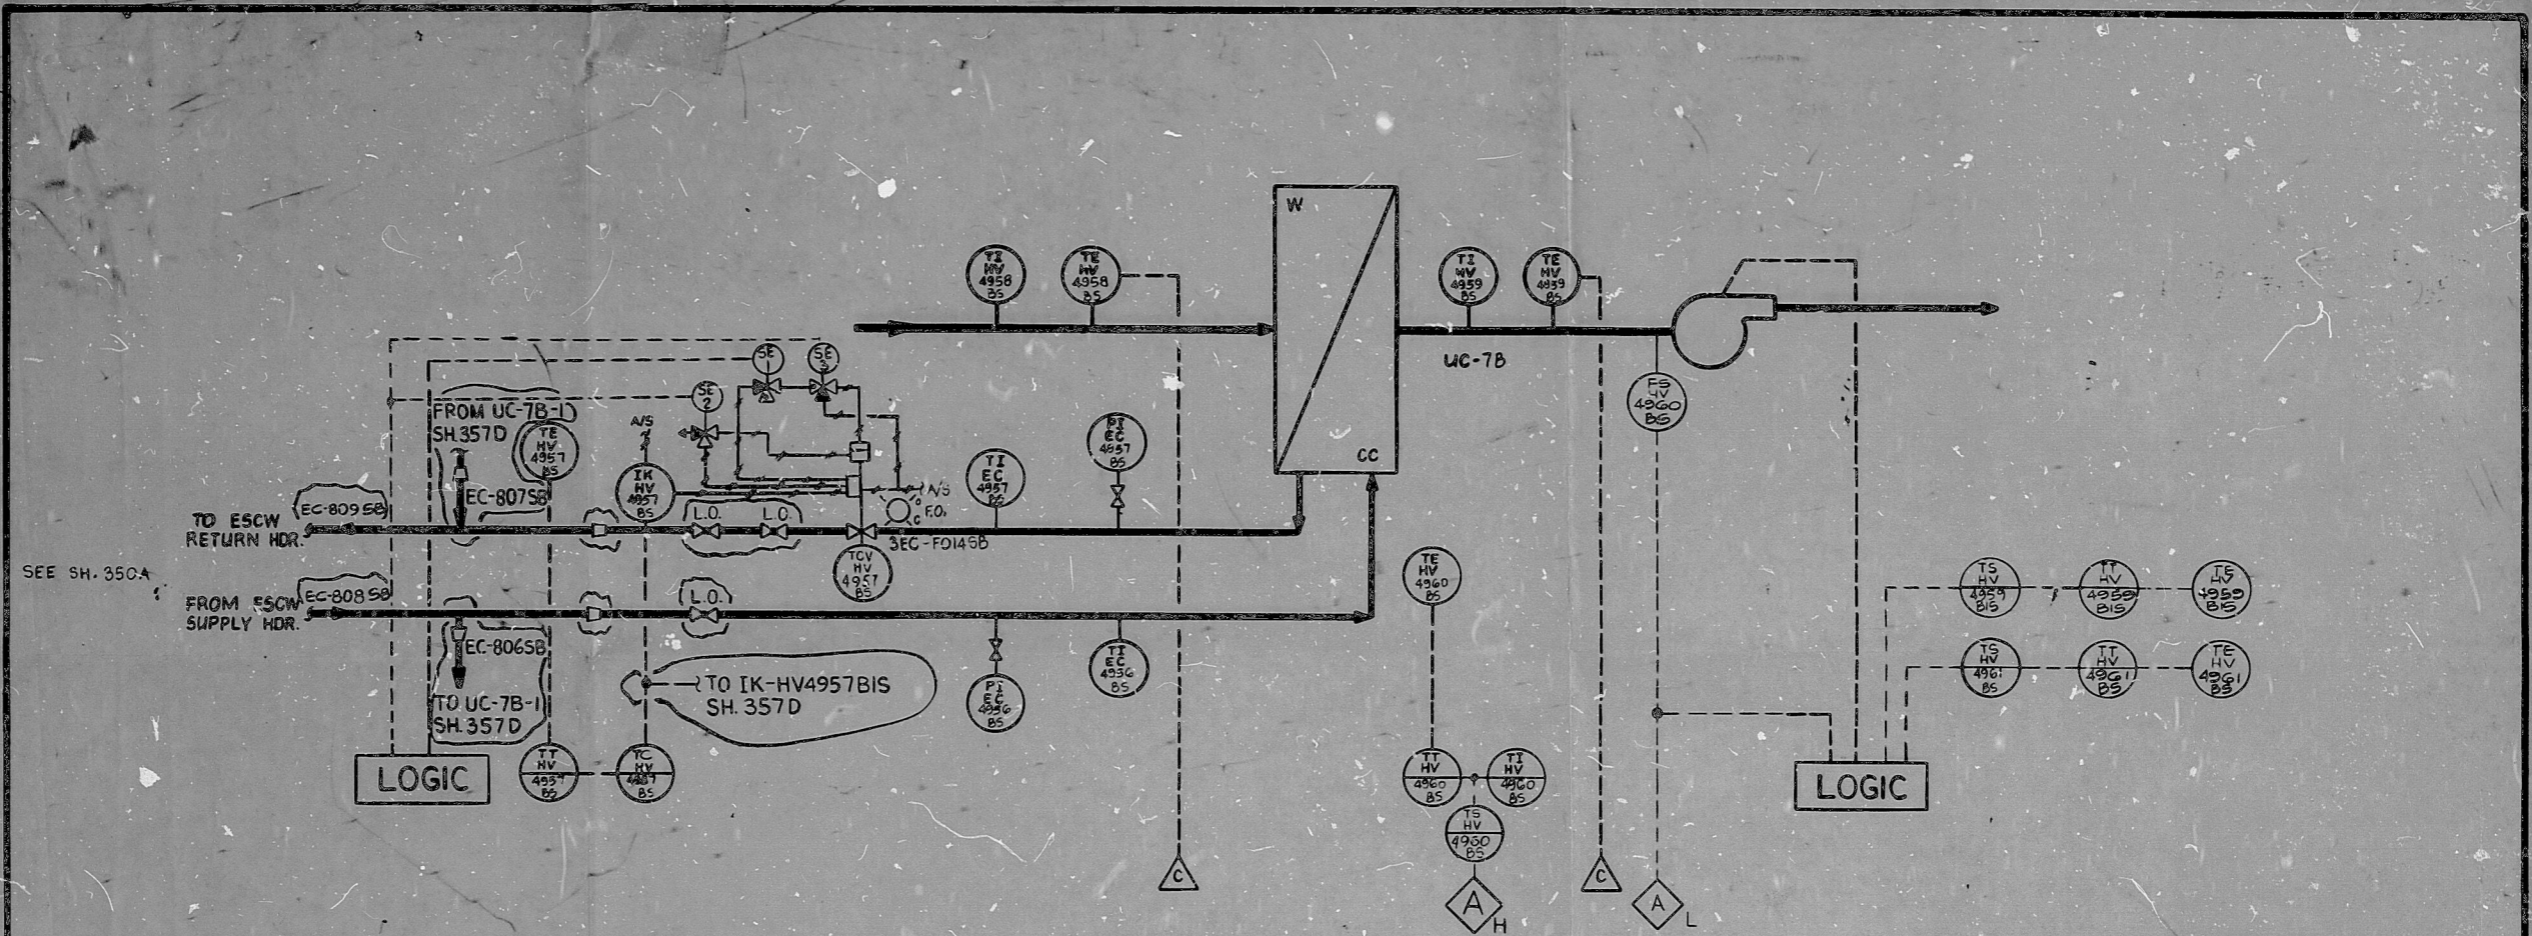 W
CC
TI
HV
4958
BS
TE
HV
4958
BS
TI
HV
4959
BS
TE
HV
4959
BS
UC-7B
FS
HV
4960
BS
SE
SE
3
SE
2
FROM UC-7B-1
SH.357D
TE
HV
4957
BS
A/S
IK
HV
4957
BS
EC-807SB
EC-809SB
TO ESCW
RETURN HDR.
L.O.
L.O.
A/S
O
F.O.
C
3EC-F014SB
TI
EC
4957
BS
PI
EC
4957
BS
TCV
HV
4957
BS
SEE SH. 350A
EC-808SB
FROM ESCW
SUPPLY HDR.
L.O.
EC-806SB
TO UC-7B-1
SH.357D
TO IK-HV4957BIS
SH. 357D
PI
EC
4956
BS
TI
EC
4956
BS
TE
HV
4960
BS
TS
HV
4959
BIS
TT
HV
4959
BIS
TE
HV
4959
BIS
TS
HV
4961
BS
TT
HV
4961
BS
TE
HV
4961
BS
LOGIC
TT
HV
4957
BS
TC
HV
4957
BS
TT
HV
4960
BS
TI
HV
4960
BS
TS
HV
4960
BS
LOGIC
C
C
A
H
A
L